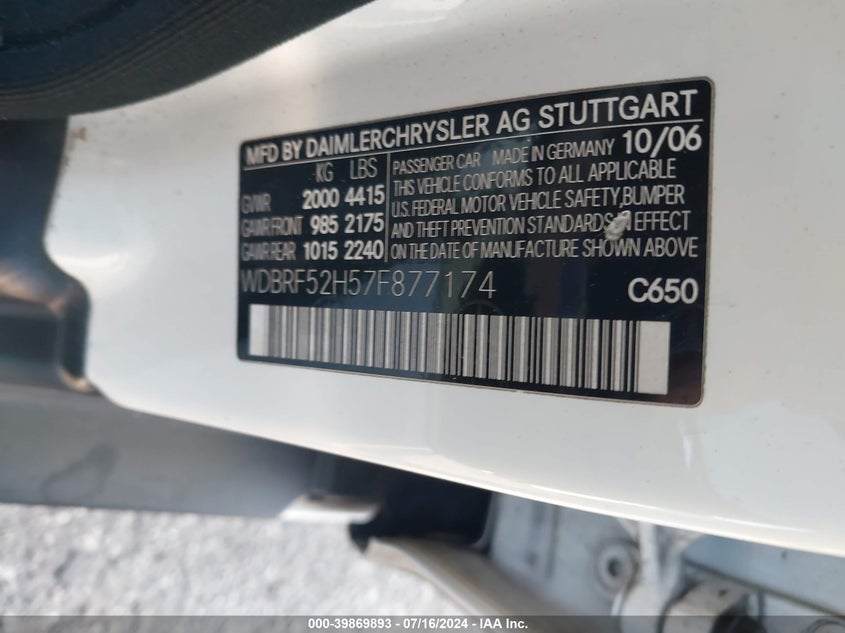 MFD BY DAIMLERCHRYSLER AG STUTTGART
KG LBS
GVWR 2000 4415
GAWR FRONT 985 2175
GAWR REAR 1015 2240
PASSENGER CAR MADE IN GERMANY 10/06
THIS VEHICLE CONFORMS TO ALL APPLICABLE
U.S. FEDERAL MOTOR VEHICLE SAFETY, BUMPER
AND THEFT PREVENTION STANDARDS IN EFFECT
ON THE DATE OF MANUFACTURE SHOWN ABOVE
WDBRF52H57F877174
C650
000-39869893 / 07/16/2024 - IAA Inc.